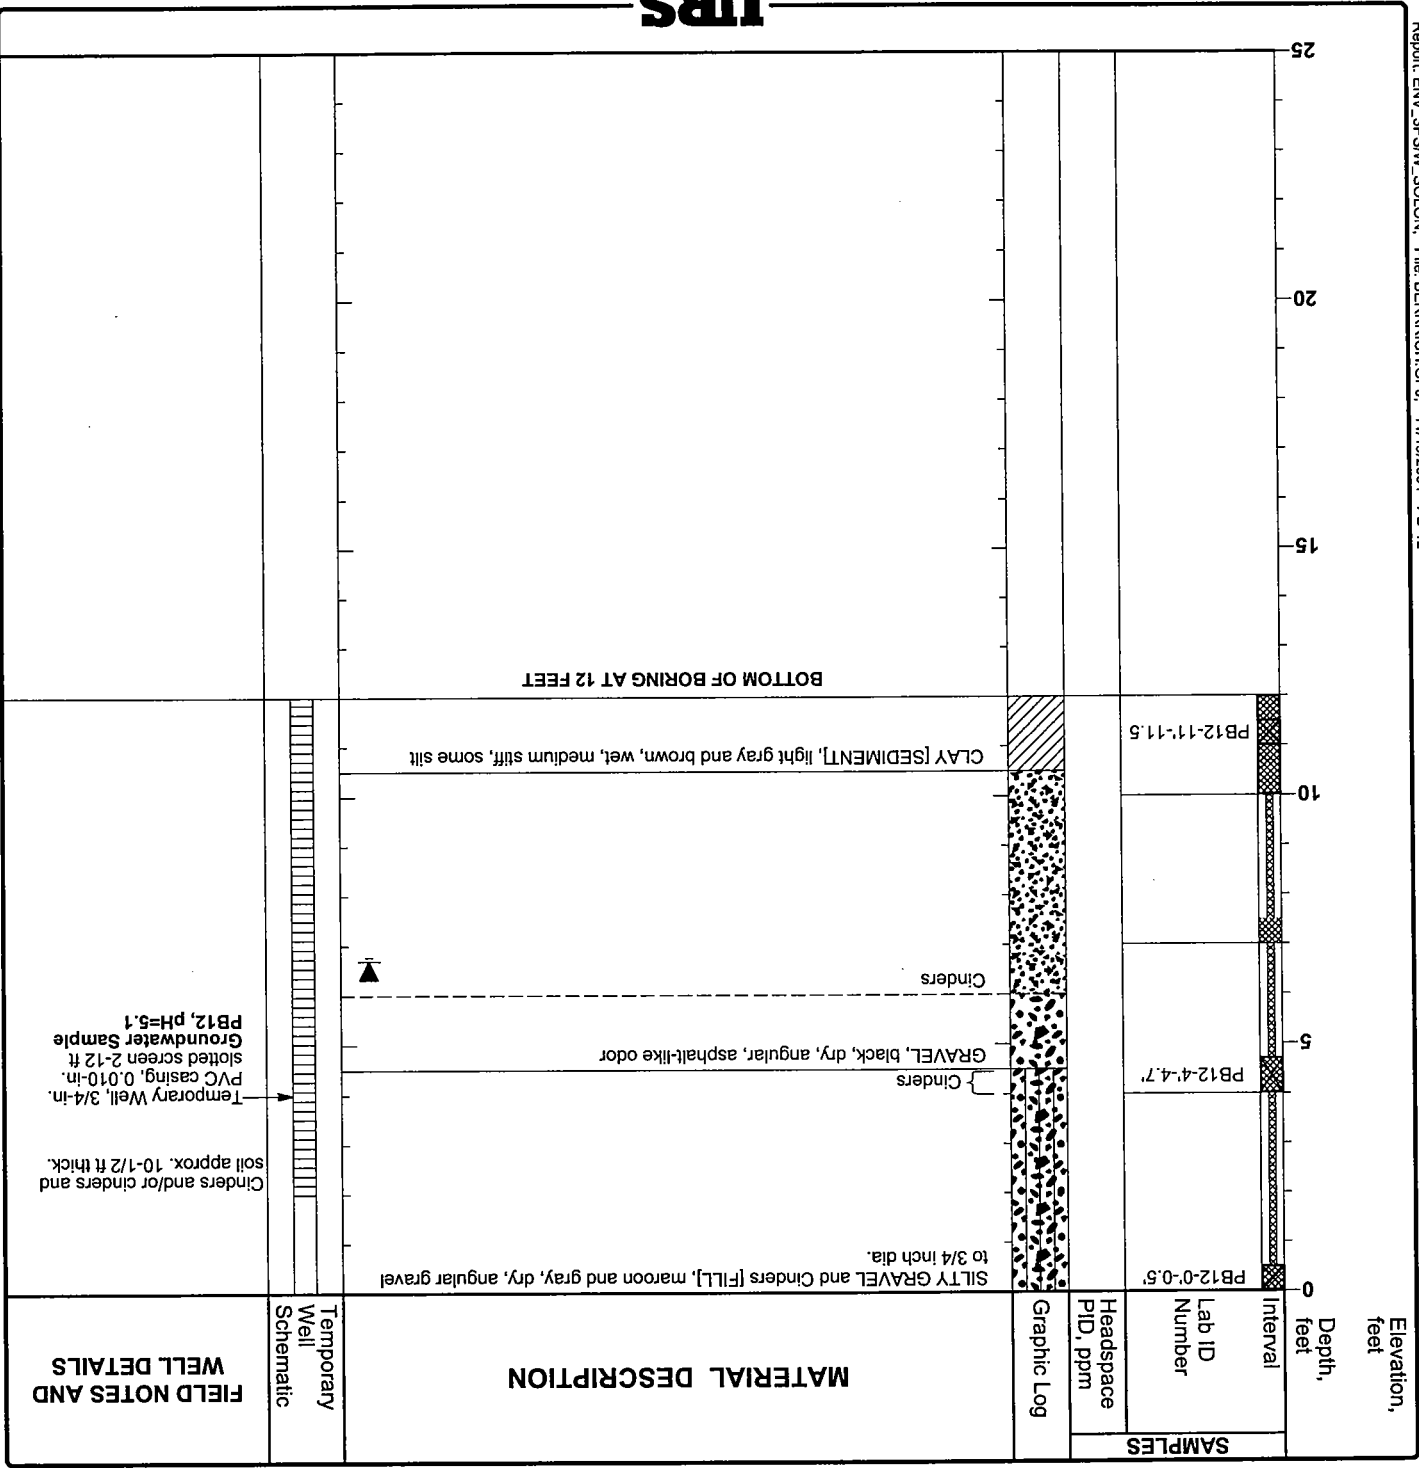 SAMPLES
Elevation,
feet
Depth,
feet
Interval
Lab ID
Number
Headspace
PID, ppm
Graphic Log
MATERIAL DESCRIPTION
Temporary
Well
Schematic
FIELD NOTES AND
WELL DETAILS
0
PB12-0'-0.5'
SILTY GRAVEL and Cinders [FILL], maroon and gray, dry, angular gravel
to 3/4 inch dia.
Cinders and/or cinders and
soil approx. 10-1/2 ft thick.
PB12-4'-4.7'
Cinders
Temporary Well, 3/4-in.
PVC casing, 0.010-in.
slotted screen 2-12 ft
Groundwater Sample
PB12, pH=5.1
5
GRAVEL, black, dry, angular, asphalt-like odor
Cinders
10
PB12-11'-11.5
CLAY [SEDIMENT], light gray and brown, wet, medium stiff, some silt
BOTTOM OF BORING AT 12 FEET
15
20
25
URS